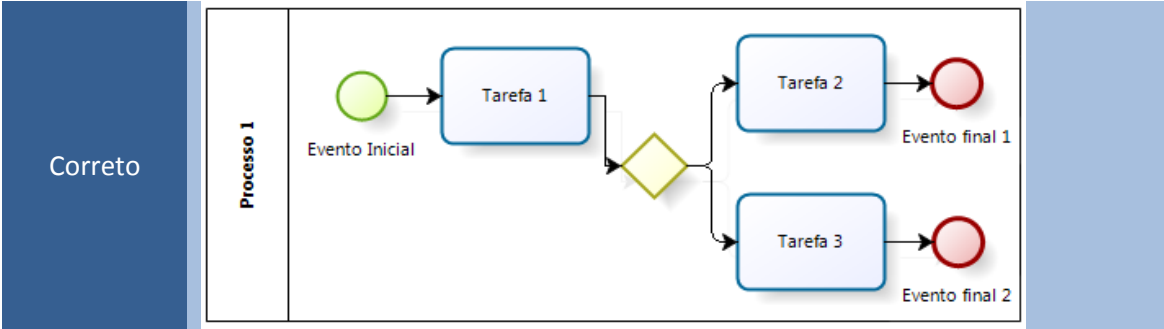 Correto
Processo 1
Evento Inicial
Tarefa 1
Tarefa 2
Evento final 1
Tarefa 3
Evento final 2